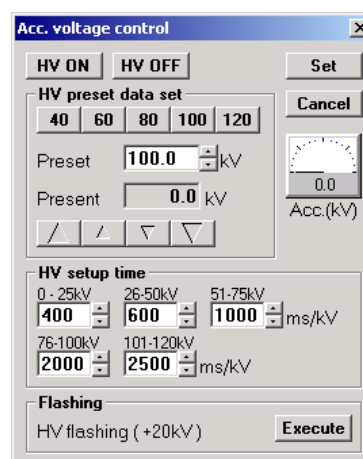 Acc. voltage control
HV ON HV OFF Set
HV preset data set
Cancel
40 60 80 100 120
Preset 100.0 kV
Present 0.0 kV
0.0
Acc.(kV)
HV setup time
0 - 25kV 26-50kV 51-75kV
400 600 1000 ms/kV
76-100kV 101-120kV
2000 2500 ms/kV
Flashing
HV flashing ( +20kV ) Execute